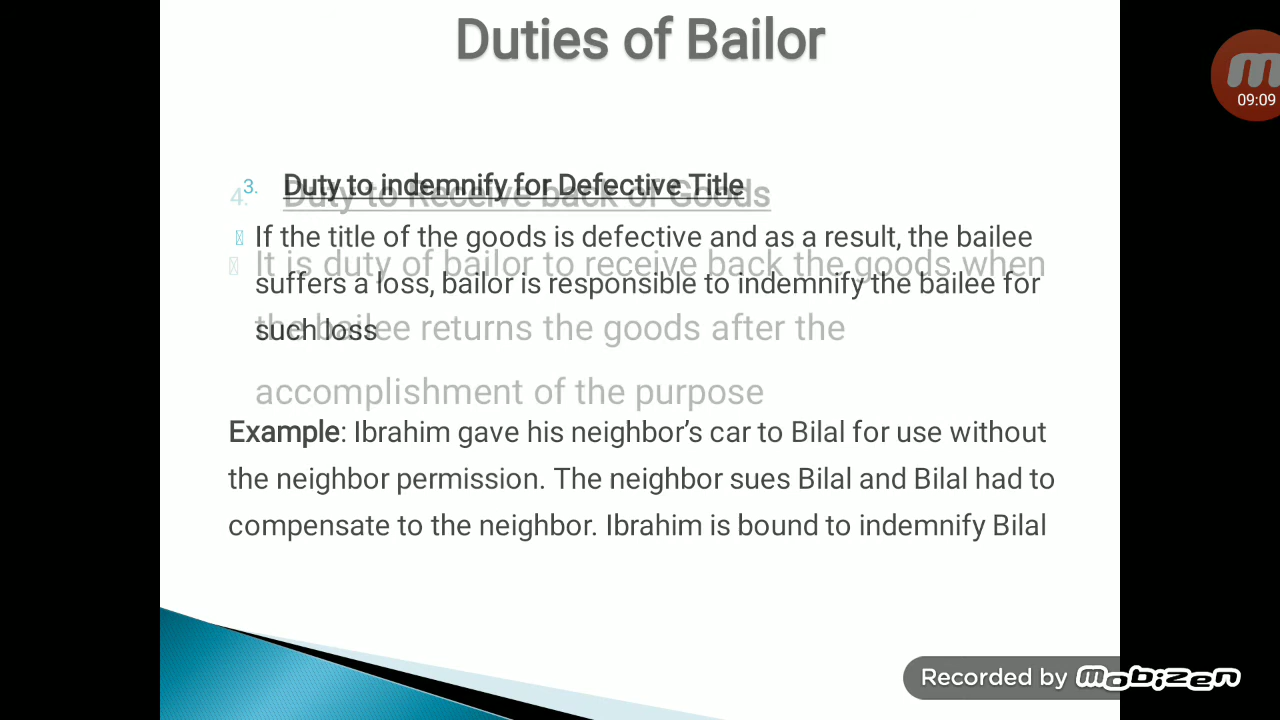 Duties of Bailor
09:09
3. Duty to indemnify for Defective Title
4. Duty to Receive back of Goods
If the title of the goods is defective and as a result, the bailee
It is duty of bailor to receive back the goods when
suffers a loss, bailor is responsible to indemnify the bailee for
such loss
the bailee returns the goods after the
accomplishment of the purpose
Example: Ibrahim gave his neighbor’s car to Bilal for use without
the neighbor permission. The neighbor sues Bilal and Bilal had to
compensate to the neighbor. Ibrahim is bound to indemnify Bilal
Recorded by mobizen